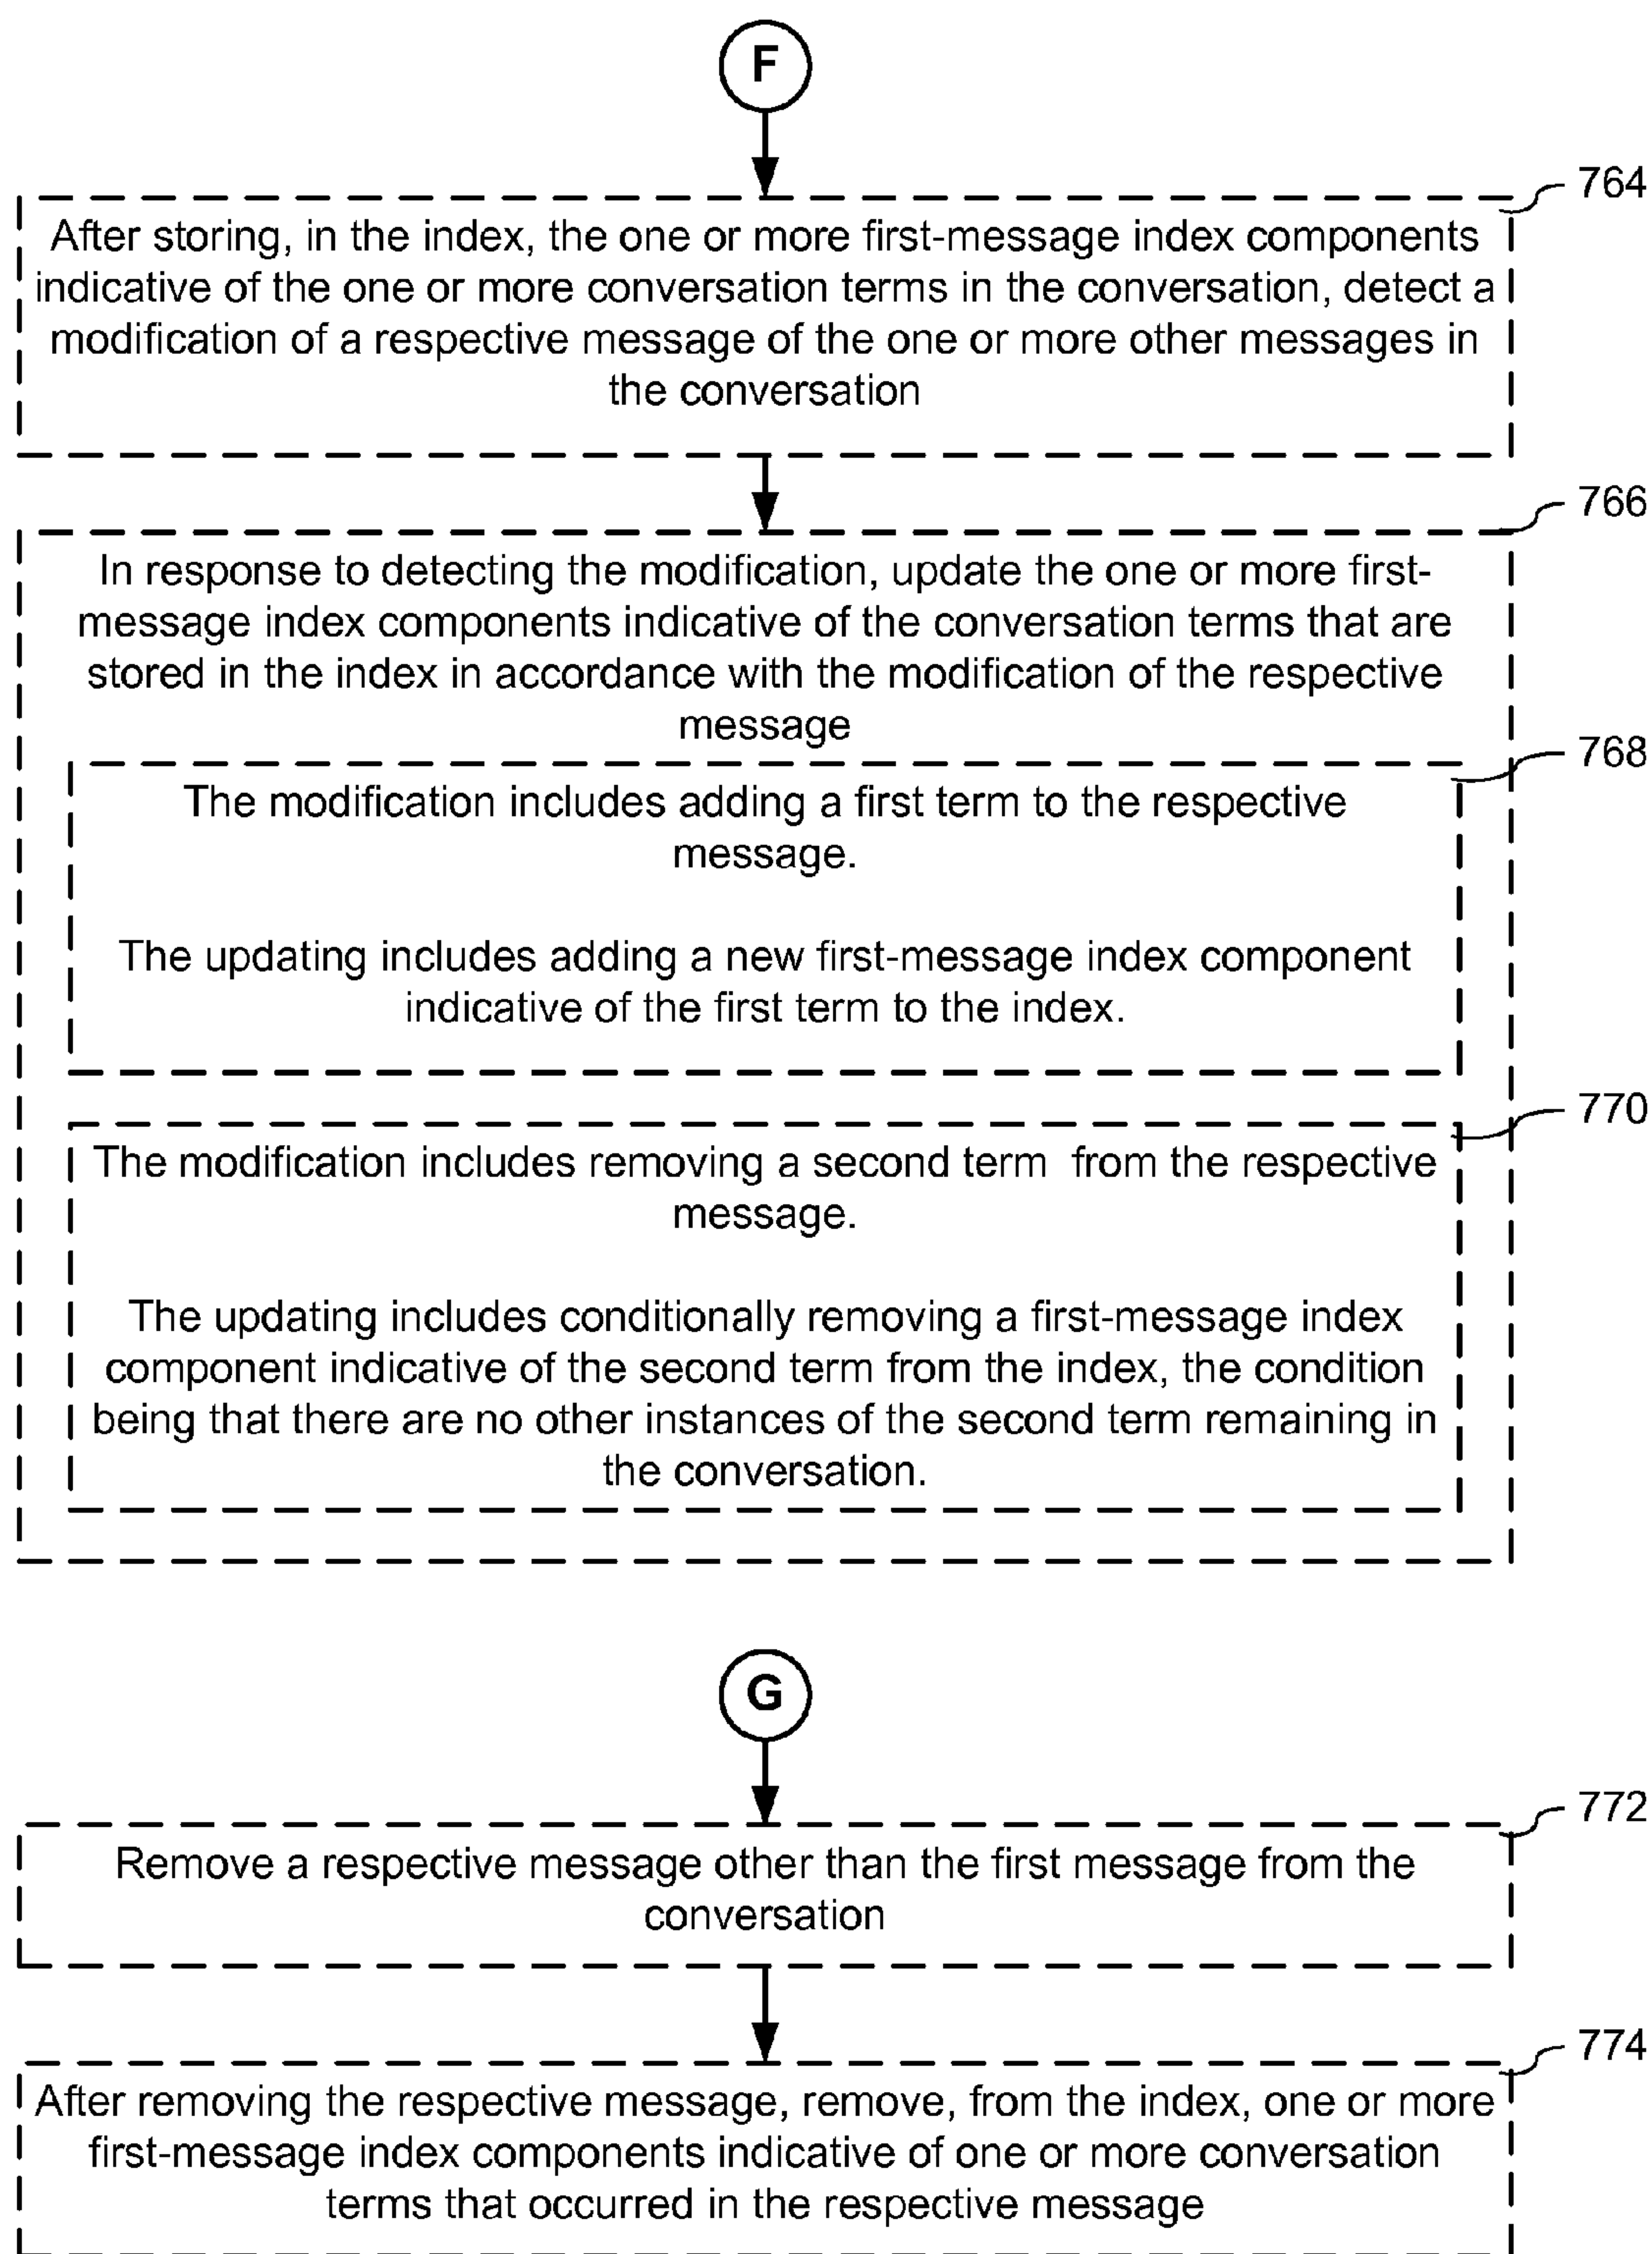 F
764
After storing, in the index, the one or more first-message index components
indicative of the one or more conversation terms in the conversation, detect a
modification of a respective message of the one or more other messages in
the conversation
766
In response to detecting the modification, update the one or more first-
message index components indicative of the conversation terms that are
stored in the index in accordance with the modification of the respective
message
768
The modification includes adding a first term to the respective
message.
The updating includes adding a new first-message index component
indicative of the first term to the index.
770
The modification includes removing a second term from the respective
message.
The updating includes conditionally removing a first-message index
component indicative of the second term from the index, the condition
being that there are no other instances of the second term remaining in
the conversation.
G
772
Remove a respective message other than the first message from the
conversation
774
After removing the respective message, remove, from the index, one or more
first-message index components indicative of one or more conversation
terms that occurred in the respective message